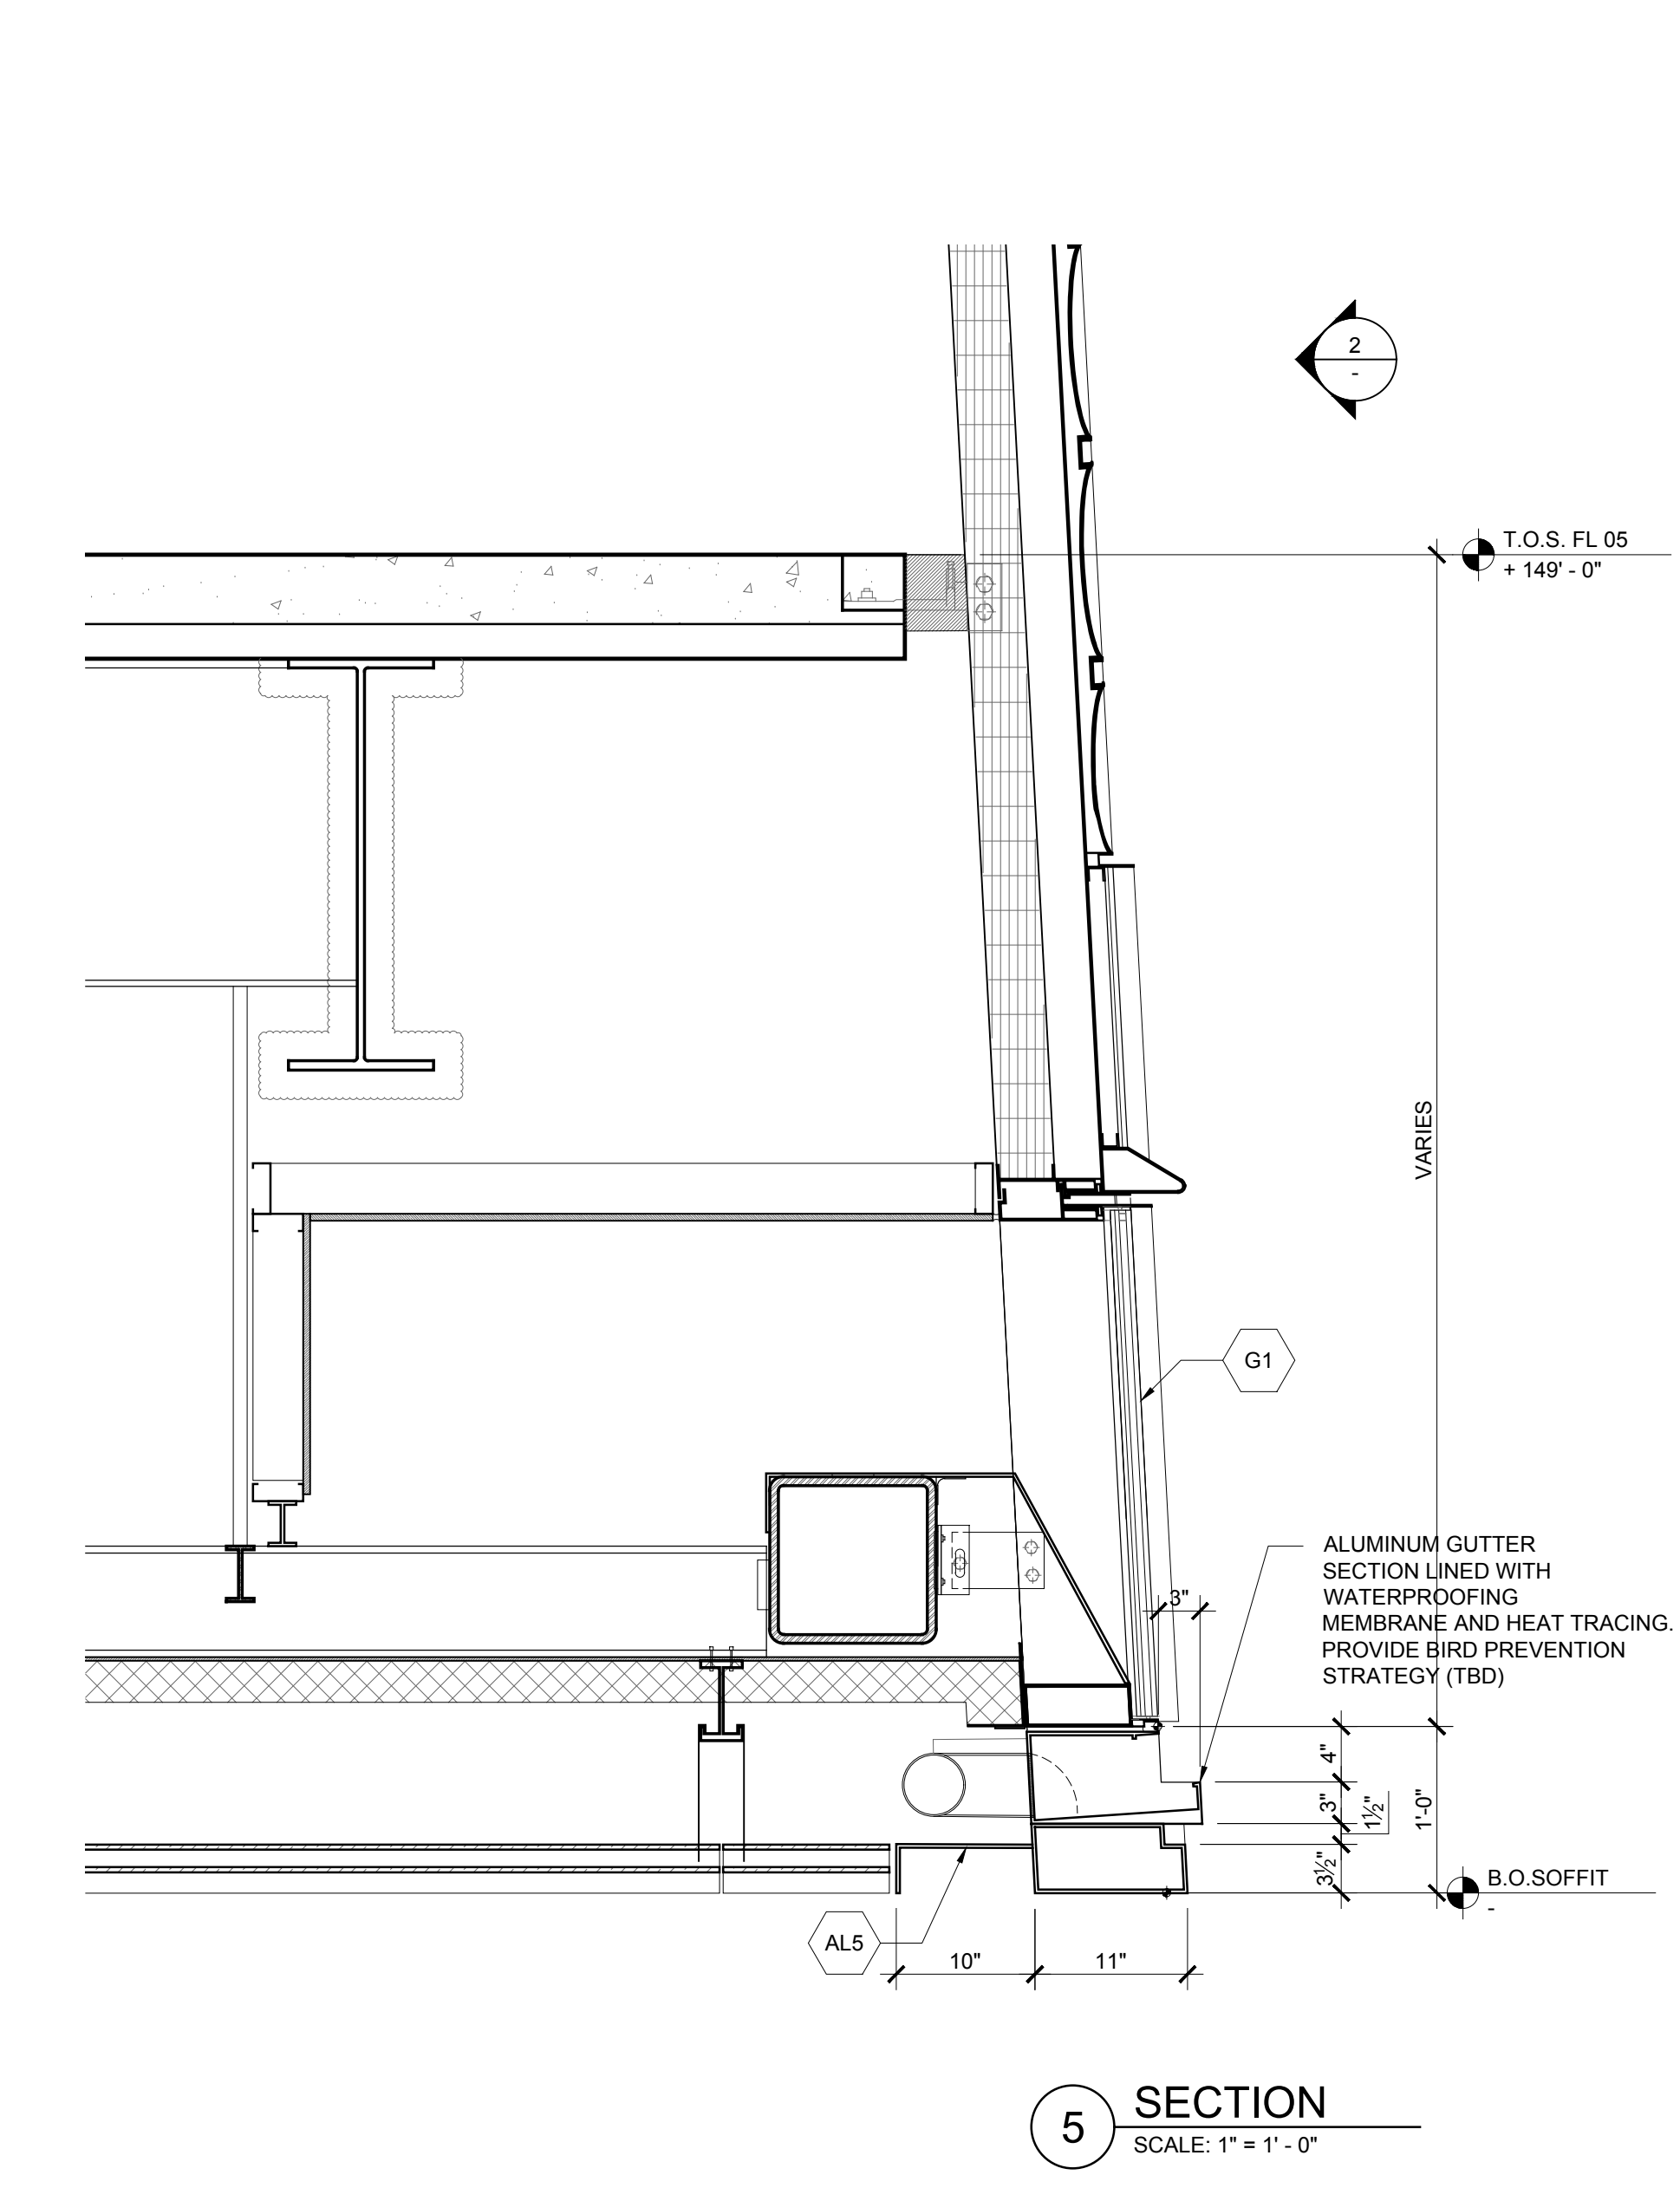 2
-
T.O.S. FL 05
+ 149' - 0"
VARIES
G1
ALUMINUM GUTTER
SECTION LINED WITH
WATERPROOFING
MEMBRANE AND HEAT TRACING.
PROVIDE BIRD PREVENTION
STRATEGY (TBD)
3"
4"
3"
1½"
1'-0"
3½"
B.O.SOFFIT
-
AL5
10"
11"
5
SECTION
SCALE: 1" = 1' - 0"